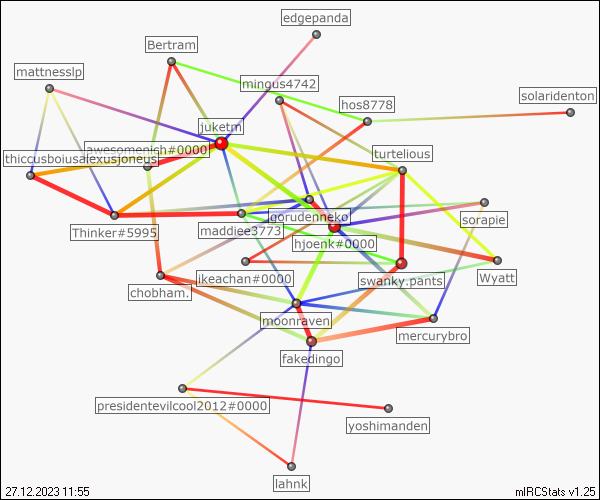 edgepanda
Bertram
mattnesslp
mingus4742
solaridenton
hos8778
juketm
awesomenich#0000
turtelious
thiccusboiusalexusjoneus
gorudenneko
sorapie
maddiee3773
Thinker#5995
hjoenk#0000
ikeachan#0000
swanky.pants
Wyatt
chobham.
moonraven
mercurybro
fakedingo
presidentevilcool2012#0000
yoshimanden
lahnk
27.12.2023 11:55
mIRCStats v1.25